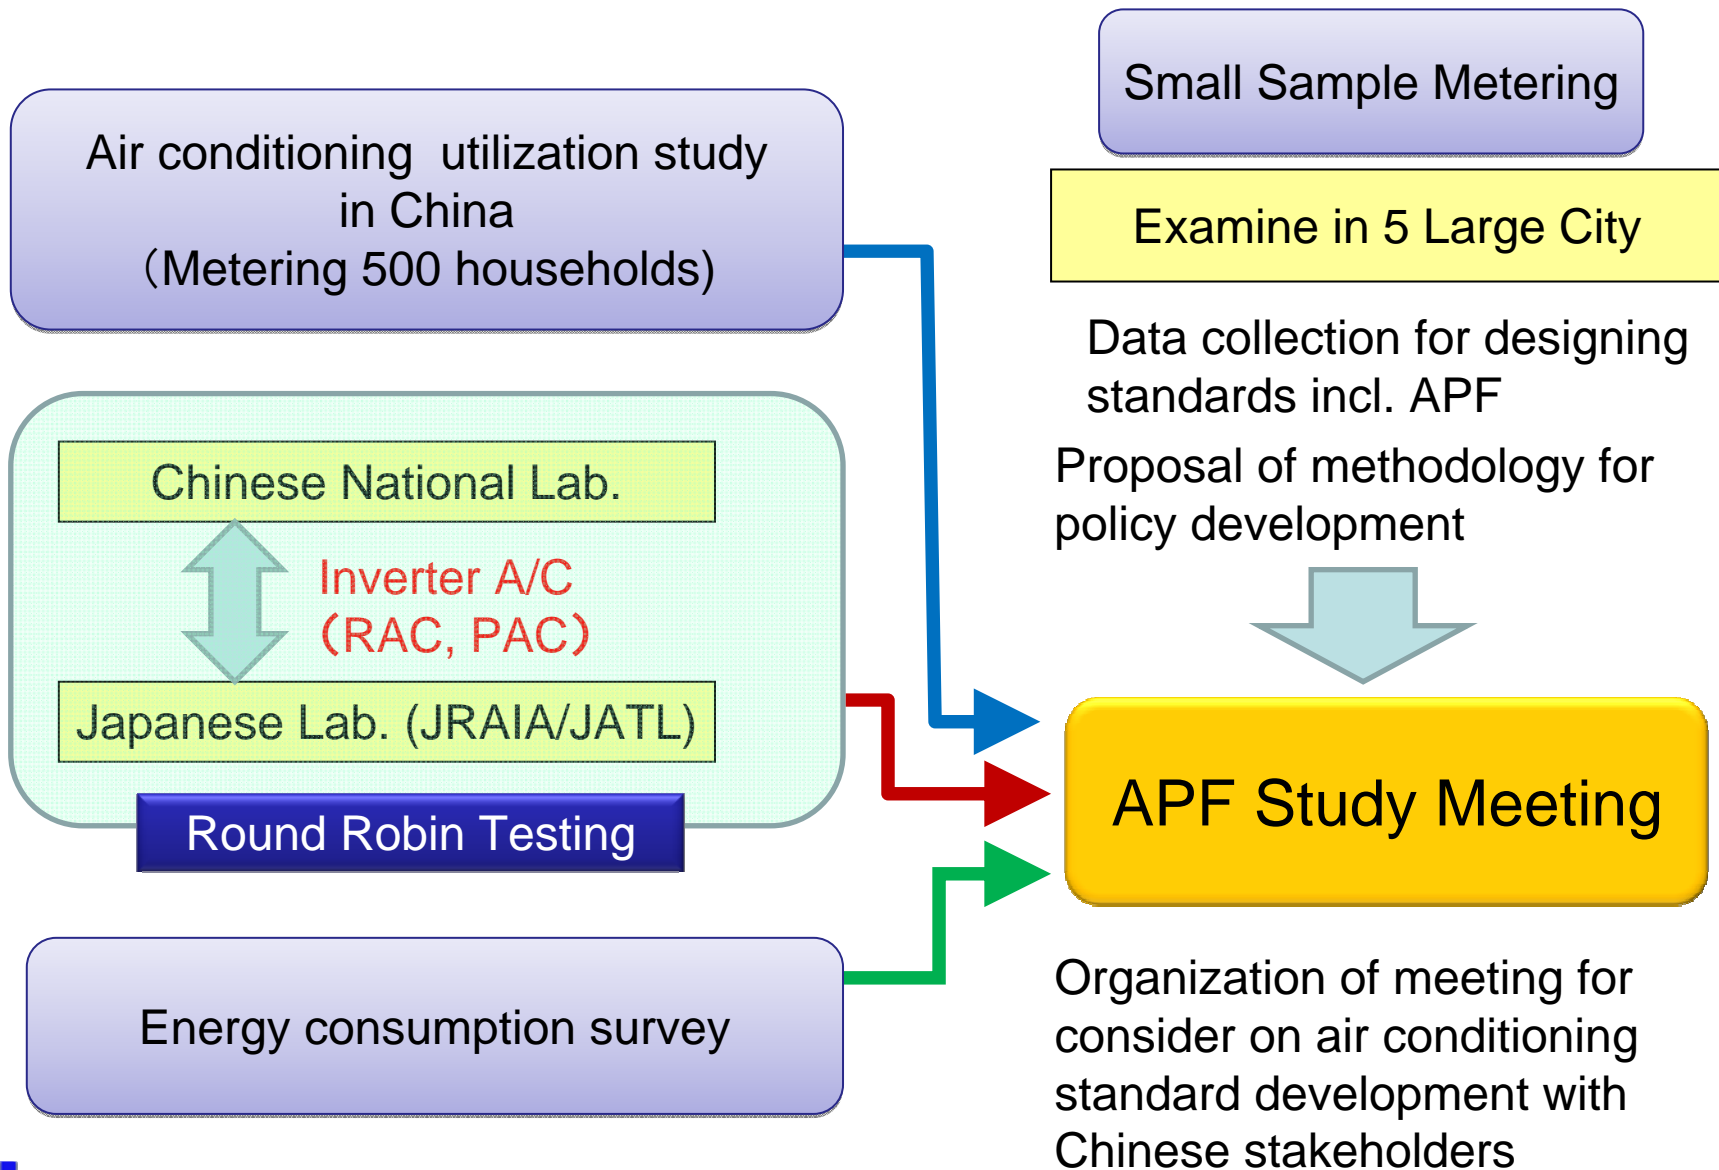 Air conditioning  utilization study
in China
（Metering 500 households)
Chinese National Lab.
Inverter A/C
(RAC, PAC)
Japanese Lab. (JRAIA/JATL)
Round Robin Testing
Energy consumption survey
Small Sample Metering
Examine in 5 Large City
Data collection for designing
standards incl. APF
Proposal of methodology for
policy development
APF Study Meeting
Organization of meeting for
consider on air conditioning
standard development with
Chinese stakeholders